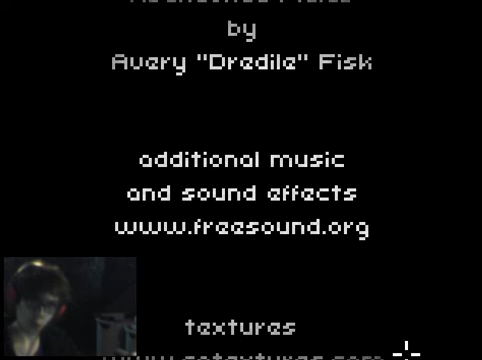 by
Avery "Dredile" Fisk
additional music
and sound effects
www.freesound.org
textures